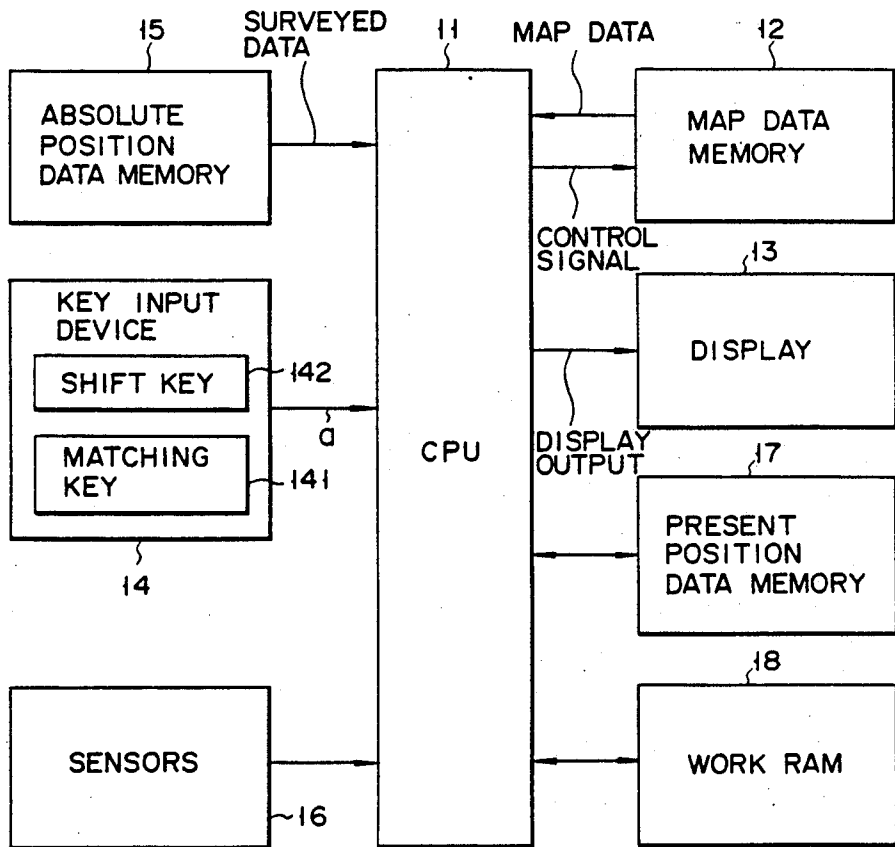 15
SURVEYED
DATA
11
MAP DATA
12
ABSOLUTE
POSITION
DATA MEMORY
MAP DATA
MEMORY
CONTROL
SIGNAL
KEY INPUT
DEVICE
SHIFT KEY
142
a
MATCHING
KEY
141
14
CPU
13
DISPLAY
DISPLAY
OUTPUT
17
PRESENT
POSITION
DATA MEMORY
SENSORS
16
18
WORK RAM